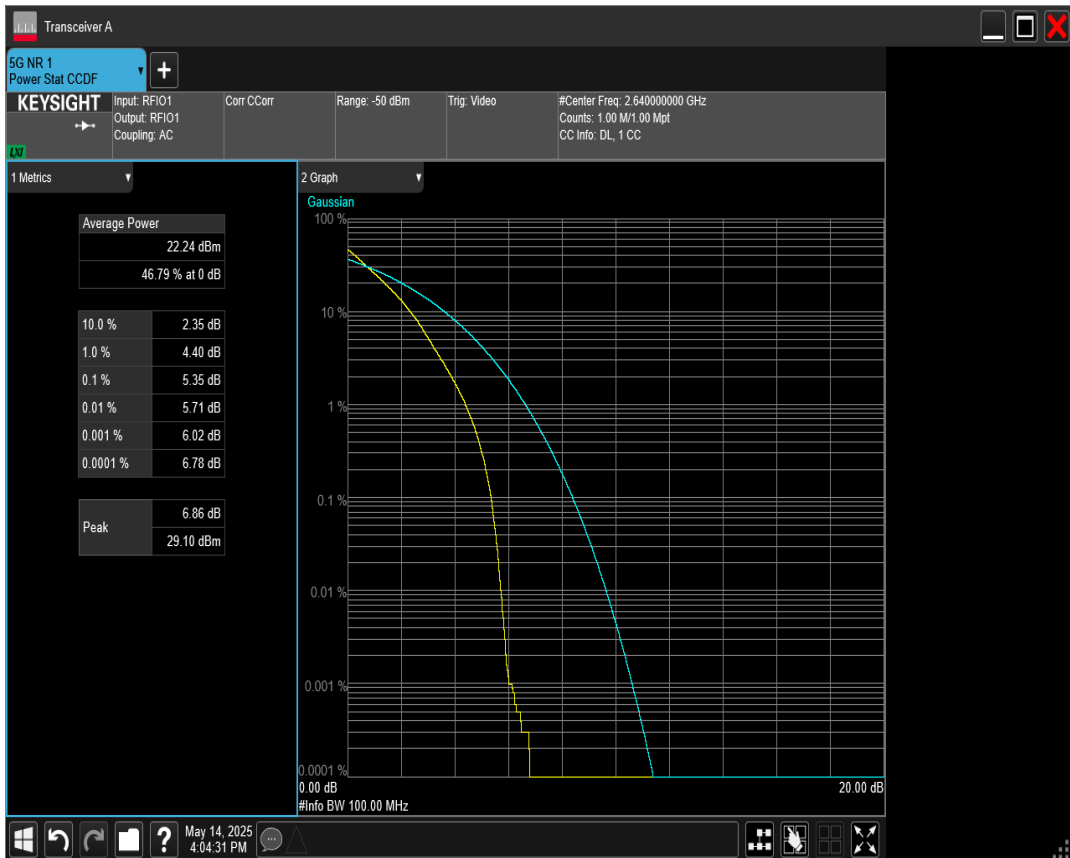 Transceiver A
5G NR 1
Power Stat CCDF
KEYSIGHT
LXI
Input: RFIO1
Output: RFIO1
Coupling: AC
Corr CCorr
Range: -50 dBm
Trig: Video
#Center Freq: 2.640000000 GHz
Counts: 1.00 M/1.00 Mpt
CC Info: DL, 1 CC
1 Metrics
Average Power
22.24 dBm
46.79 % at 0 dB
10.0 % 2.35 dB
1.0 % 4.40 dB
0.1 % 5.35 dB
0.01 % 5.71 dB
0.001 % 6.02 dB
0.0001 % 6.78 dB
Peak
6.86 dB
29.10 dBm
2 Graph
Gaussian
100 %
10 %
1 %
0.1 %
0.01 %
0.001 %
0.0001 %
0.00 dB 20.00 dB
#Info BW 100.00 MHz
? May 14, 2025
4:04:31 PM